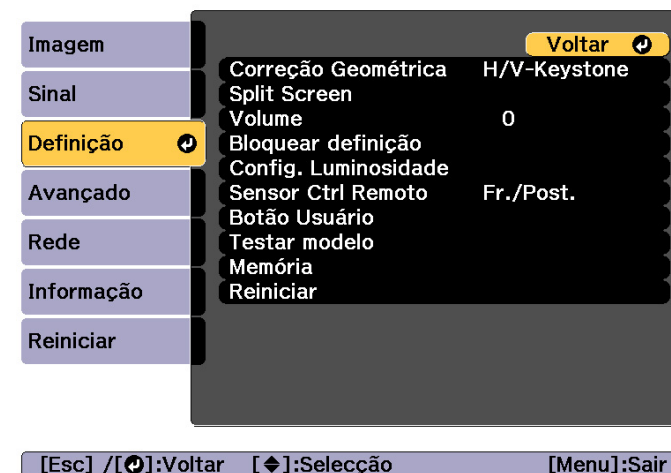 Imagem
Sinal
Definição
Avançado
Rede
Informação
Reiniciar
Voltar
Correção Geométrica H/V-Keystone
Split Screen
Volume 0
Bloquear definição
Config. Luminosidade
Sensor Ctrl Remoto Fr./Post.
Botão Usuário
Testar modelo
Memória
Reiniciar
[Esc] /[⏎]:Voltar [◆]:Selecção [Menu]:Sair